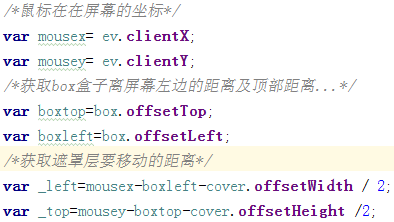 /*鼠标在在屏幕的坐标*/
var mousex= ev.clientX;
var mousey= ev.clientY;
/*获取box盒子离屏幕左边的距离及顶部距离...*/
var boxtop=box.offsetTop;
var boxleft=box.offsetLeft;
/*获取遮罩层要移动的距离*/
var _left=mousex-boxleft-cover.offsetWidth / 2;
var _top=mousey-boxtop-cover.offsetHeight /2;